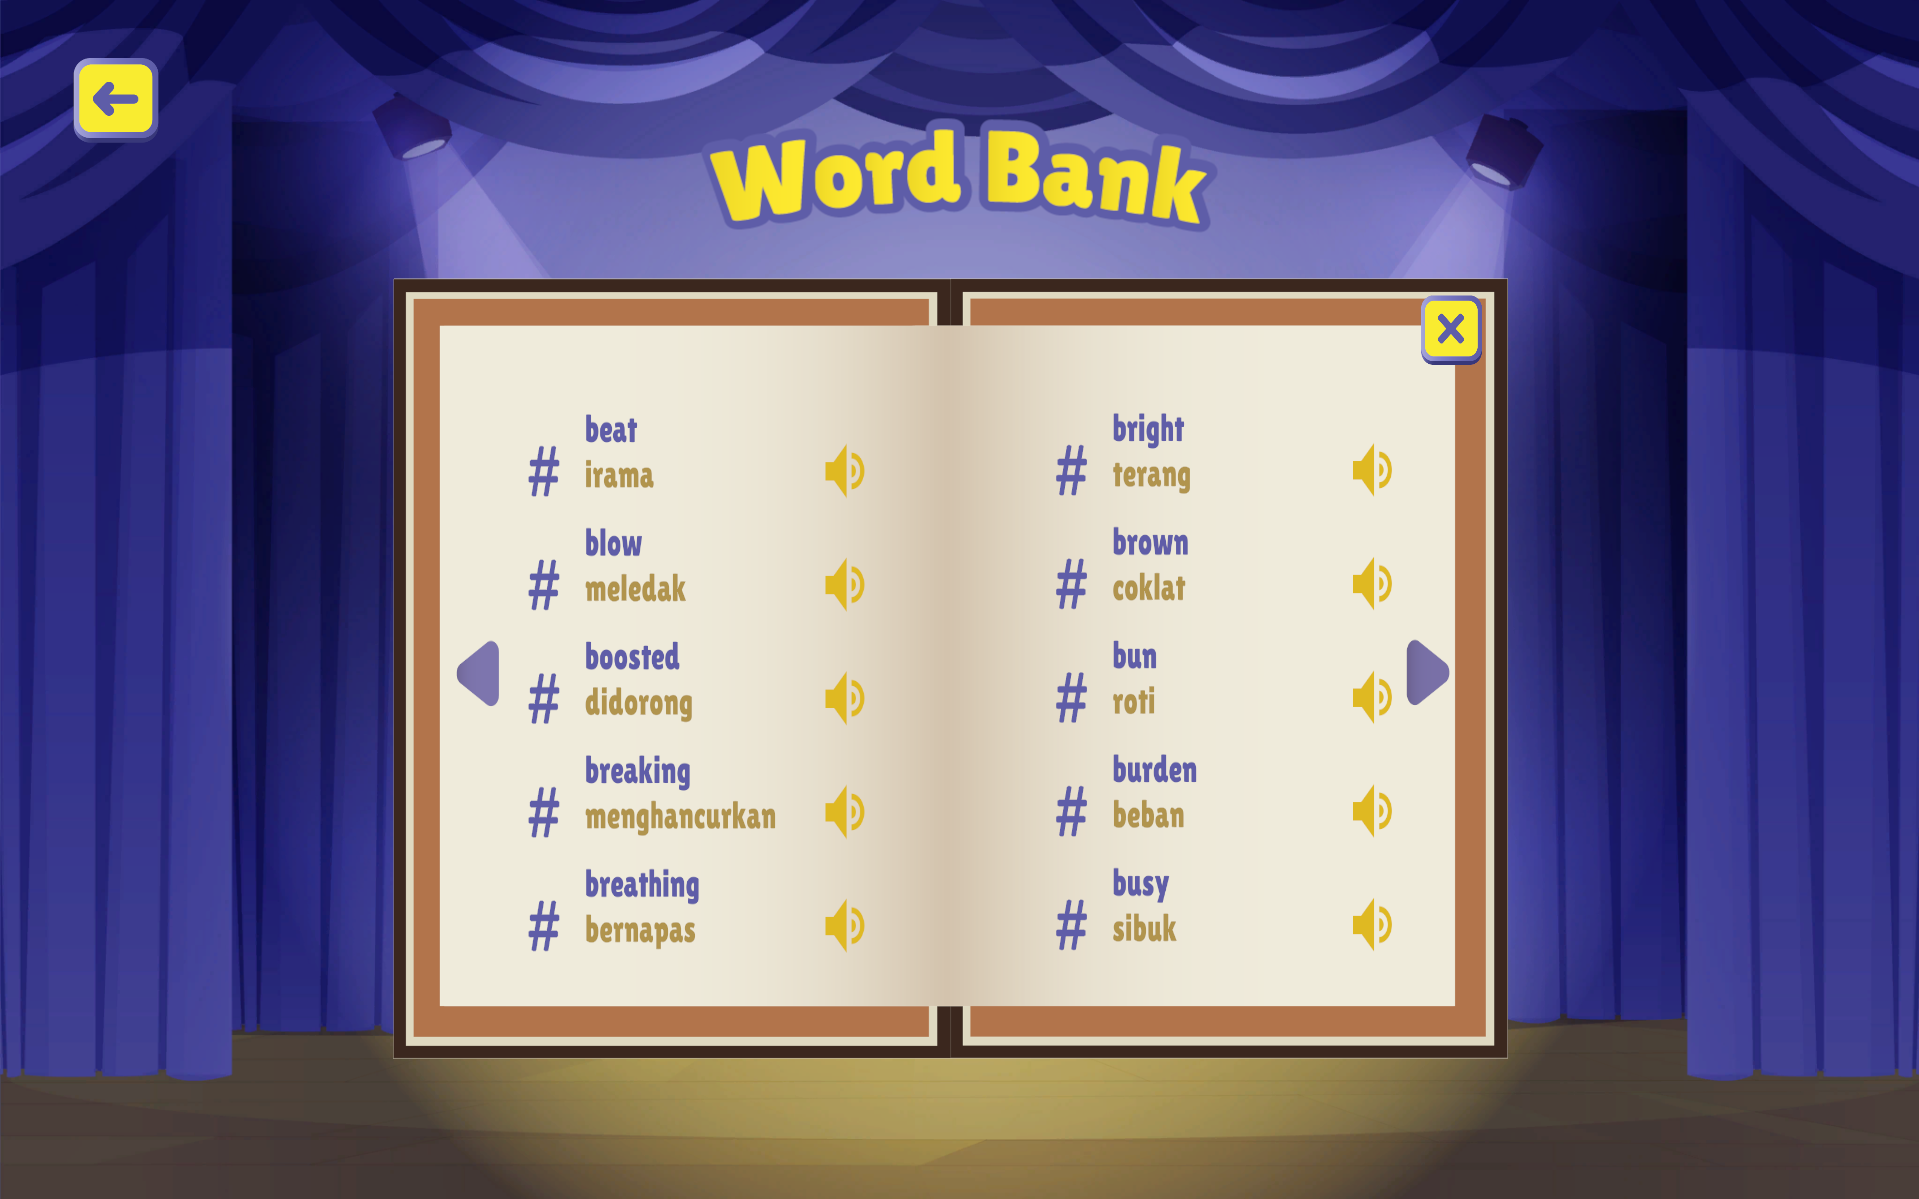 Word Bank
# beat
irama
# blow
meledak
# boosted
didorong
# breaking
menghancurkan
# breathing
bernapas
# bright
terang
# brown
coklat
# bun
roti
# burden
beban
# busy
sibuk